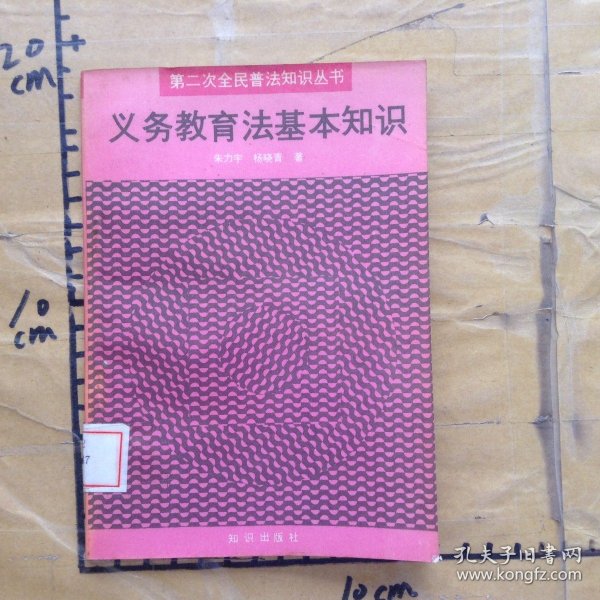 20
cm
第二次全民普法知识丛书
义务教育法基本知识
朱力宇 杨晓青 著
10
cm
7
知识出版社
10cm
孔夫子旧书网
www.kongfz.com